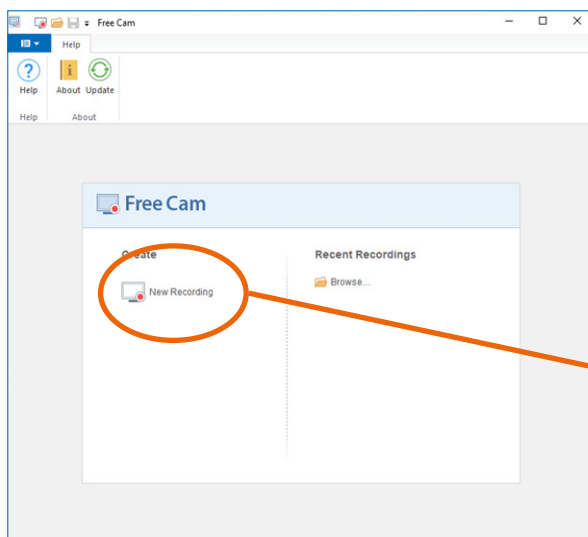 Free Cam
Help
Help
About
Update
Help
About
Free Cam
Create
New Recording
Recent Recordings
Browse...